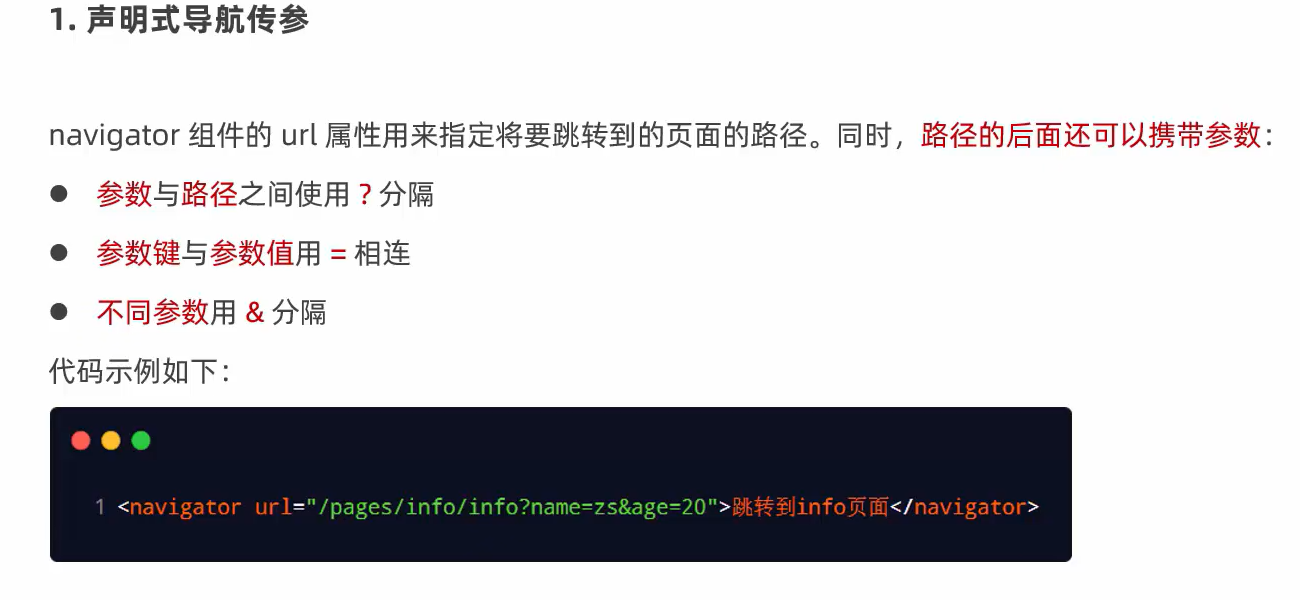 1. 声明式导航传参
navigator 组件的 url 属性用来指定将要跳转到的页面的路径。同时，路径的后面还可以携带参数：
● 参数与路径之间使用 ? 分隔
● 参数键与参数值用 = 相连
● 不同参数用 & 分隔
代码示例如下：
1 <navigator url="/pages/info/info?name=zs&age=20">跳转到info页面</navigator>